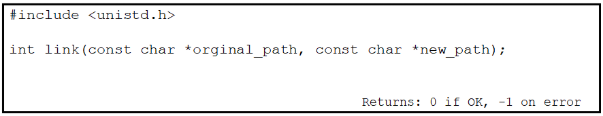 #include <unistd.h>
int link(const char *orginal_path, const char *new_path);
Returns: 0 if OK, -1 on error